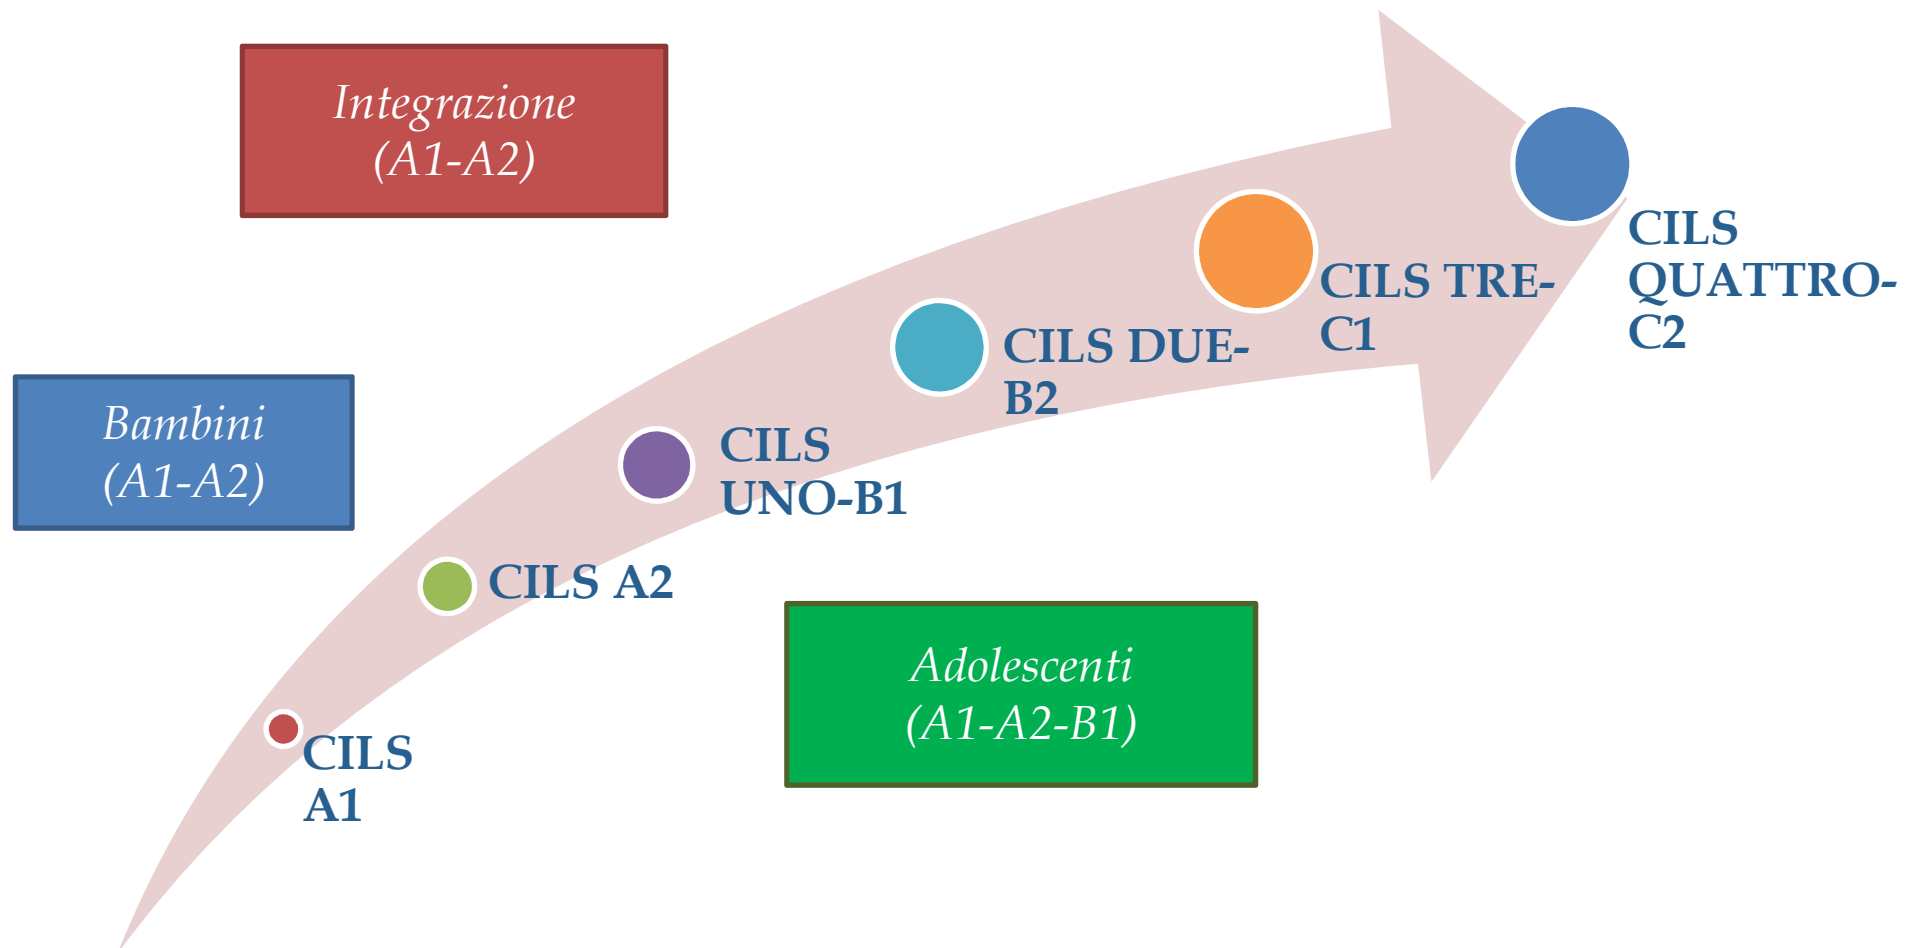 Integrazione
(A1-A2)
Bambini
(A1-A2)
CILS
QUATTRO-
C2
CILS TRE-
C1
CILS DUE-
B2
CILS
UNO-B1
CILS A2
CILS
A1
Adolescenti
(A1-A2-B1)